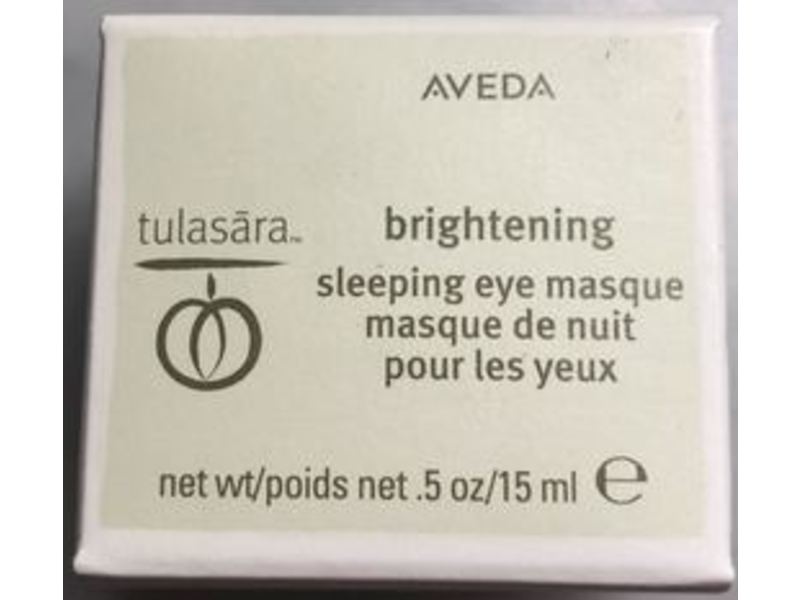 AVEDA
tulasāra™
brightening
sleeping eye masque
masque de nuit
pour les yeux
net wt/poids net .5 oz/15 ml ℮